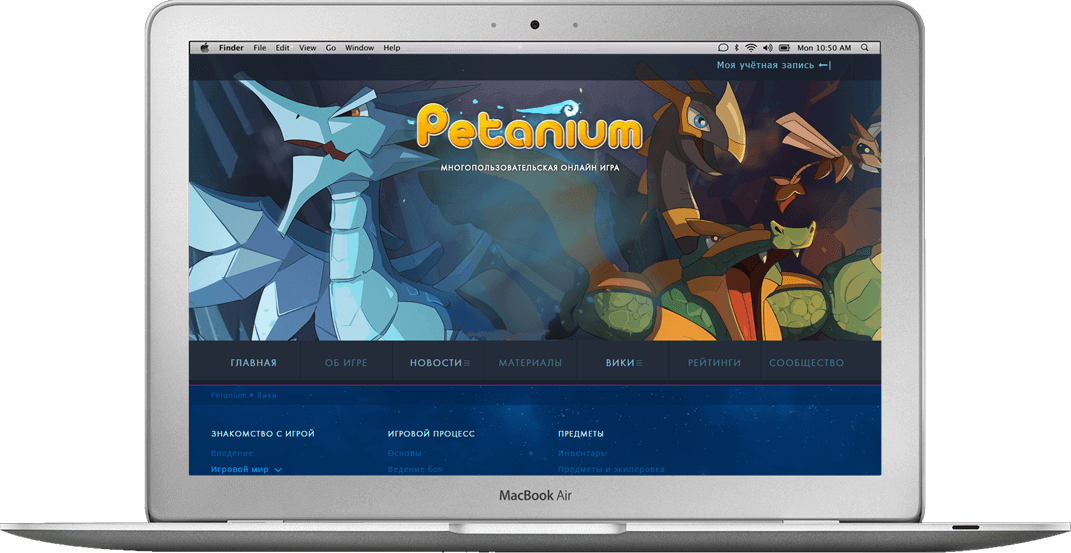 Finder File Edit View Go Window Help Mon 10:50 AM
Моя учётная запись
Petanium
МНОГОПОЛЬЗОВАТЕЛЬСКАЯ ОНЛАЙН ИГРА
ГЛАВНАЯ ОБ ИГРЕ НОВОСТИ МАТЕРИАЛЫ ВИКИ РЕЙТИНГИ СООБЩЕСТВО
Petanium » Вики
ЗНАКОМСТВО С ИГРОЙ ИГРОВОЙ ПРОЦЕСС ПРЕДМЕТЫ
Введение Основы Инвентарь
Игровой мир Ведение боя Предметы и экипировка
MacBook Air